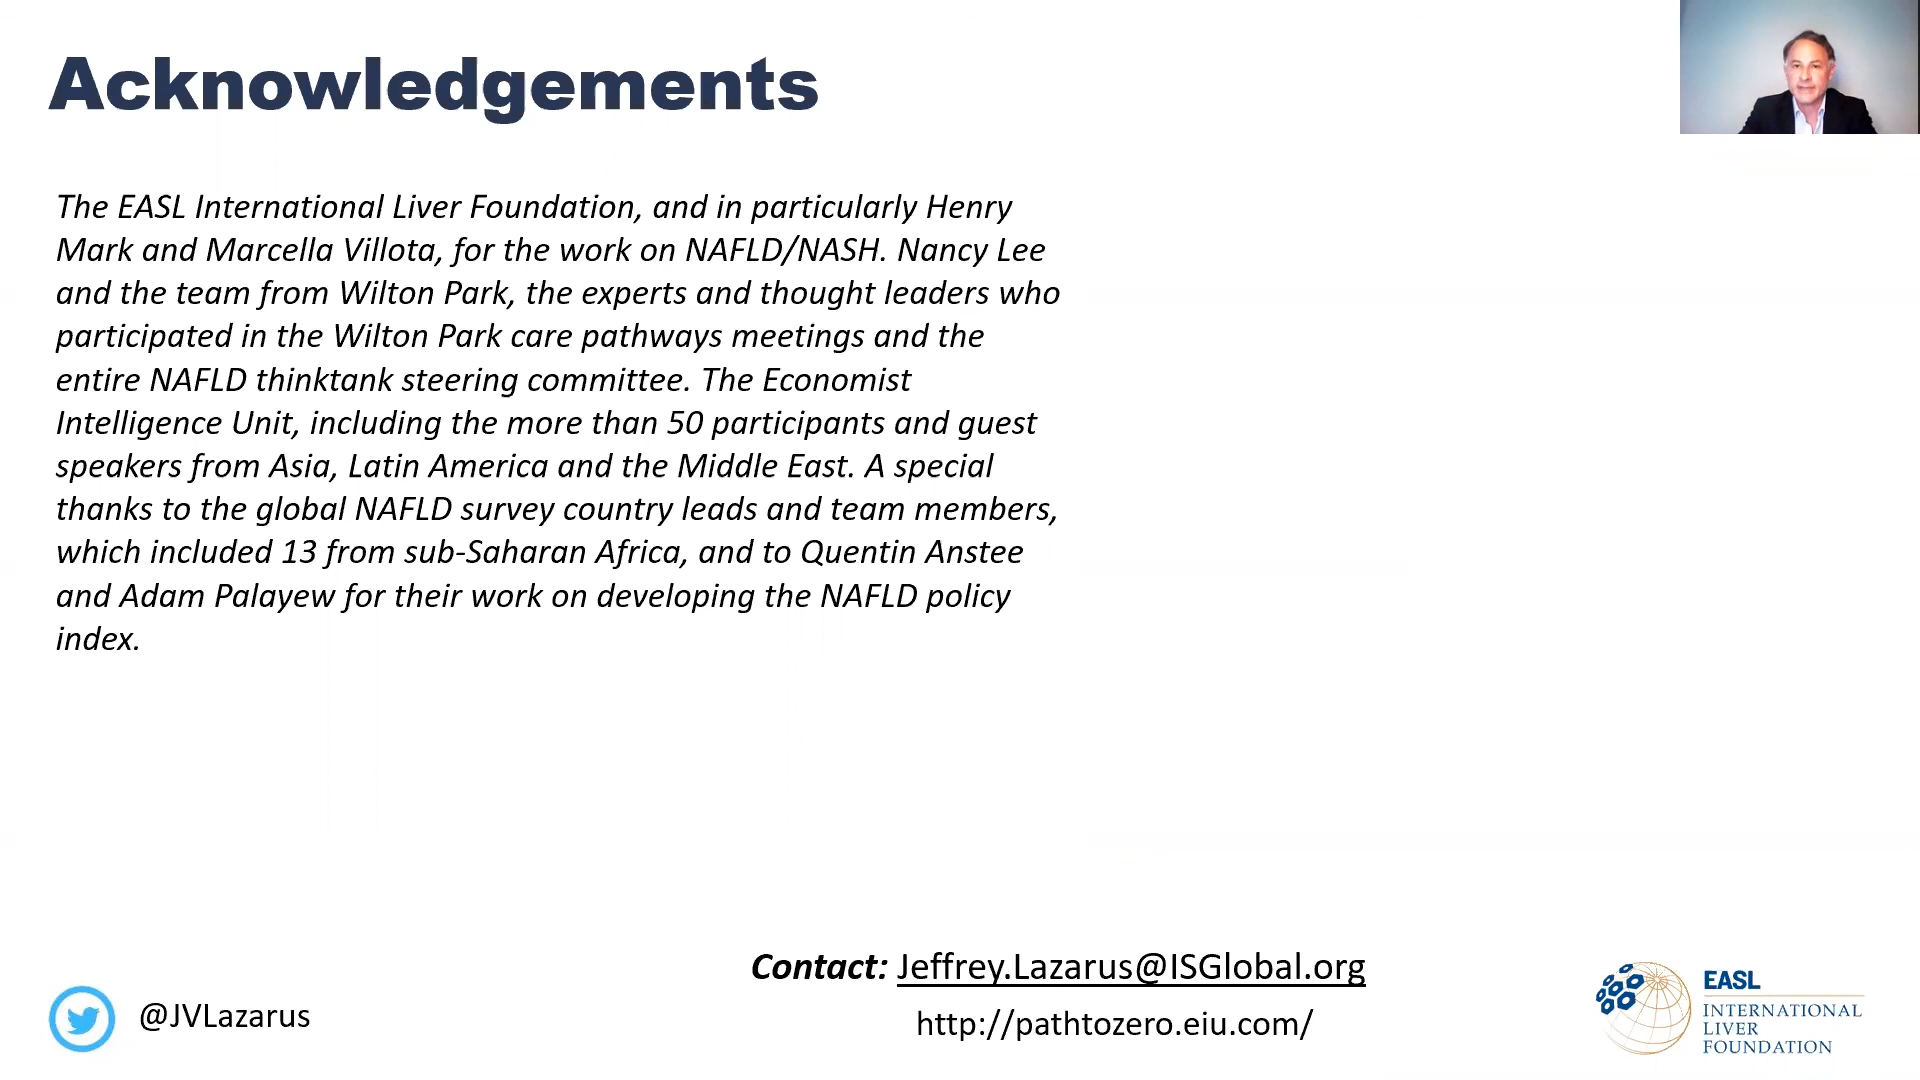 Acknowledgements
The EASL International Liver Foundation, and in particularly Henry
Mark and Marcella Villota, for the work on NAFLD/NASH. Nancy Lee
and the team from Wilton Park, the experts and thought leaders who
participated in the Wilton Park care pathways meetings and the
entire NAFLD thinktank steering committee. The Economist
Intelligence Unit, including the more than 50 participants and guest
speakers from Asia, Latin America and the Middle East. A special
thanks to the global NAFLD survey country leads and team members,
which included 13 from sub-Saharan Africa, and to Quentin Anstee
and Adam Palayew for their work on developing the NAFLD policy
index.
Contact: Jeffrey.Lazarus@ISGlobal.org
http://pathtozero.eiu.com/
@JVLazarus
EASL
INTERNATIONAL
LIVER
FOUNDATION